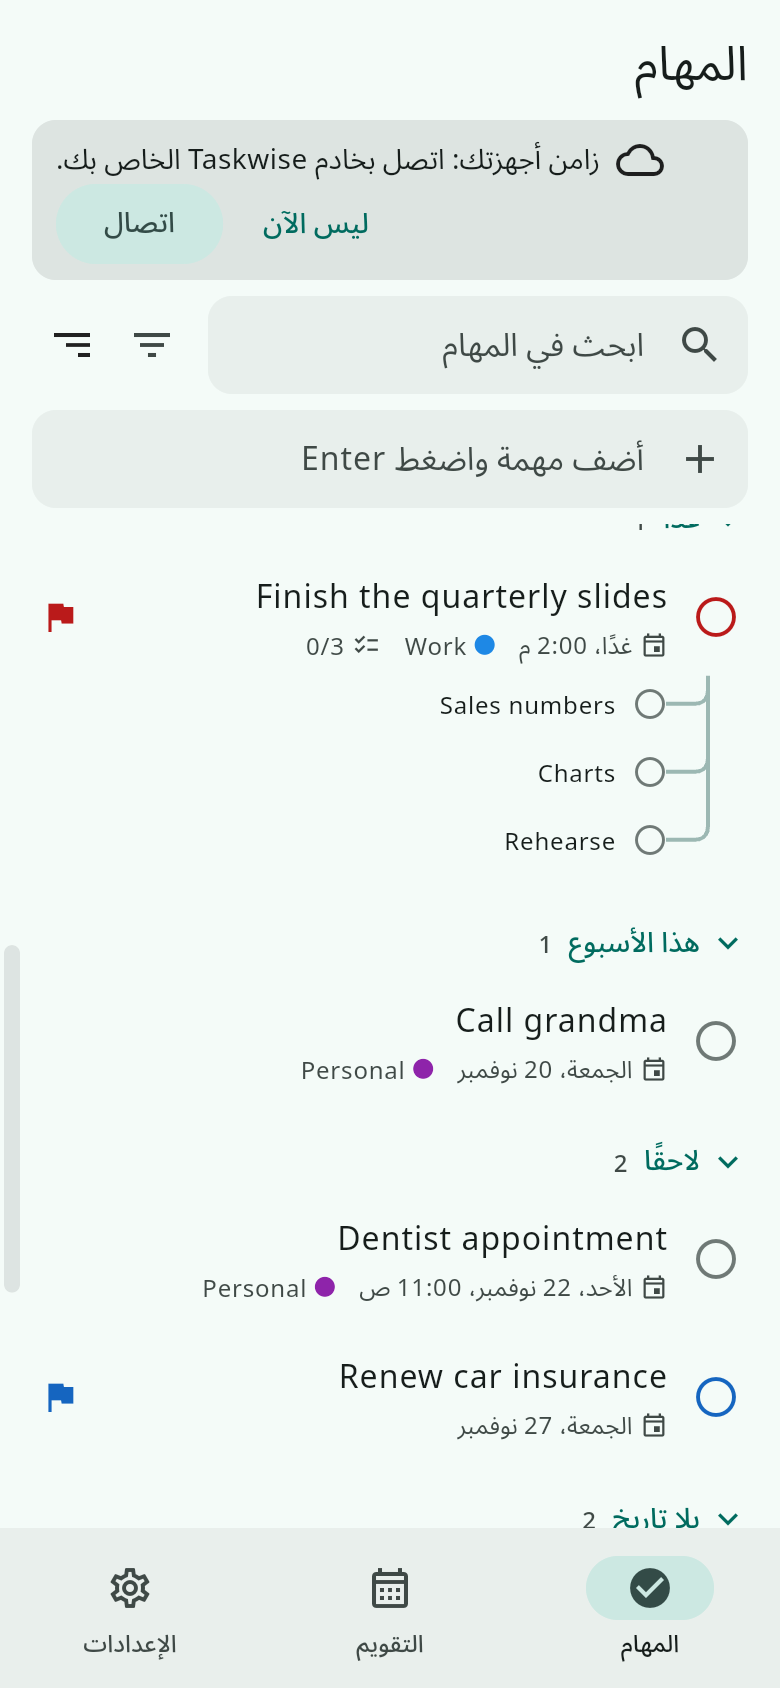 المهام
زامن أجهزتك: اتصل بخادم Taskwise الخاص بك.
ليس الآن
اتصال
ابحث في المهام
أضف مهمة واضغط Enter
Finish the quarterly slides
غدًا، 2:00 م Work 0/3
Sales numbers
Charts
Rehearse
هذا الأسبوع 1
Call grandma
الجمعة، 20 نوفمبر Personal
لاحقًا 2
Dentist appointment
الأحد، 22 نوفمبر، 11:00 ص Personal
Renew car insurance
الجمعة، 27 نوفمبر
بلا تاريخ 2
المهام
التقويم
الإعدادات